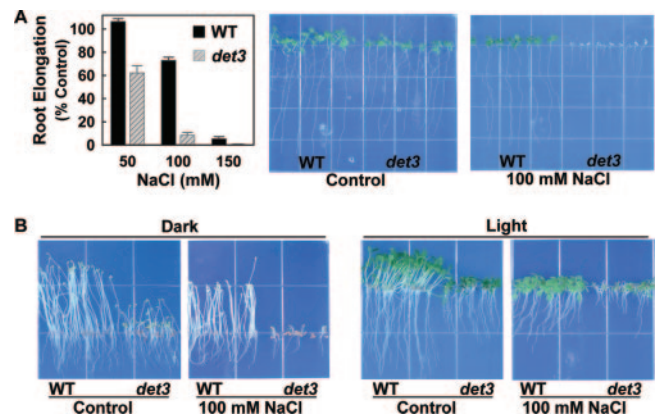 A
Root Elongation
(% Control)
100
80
60
40
20
0
WT
det3
50 100 150
NaCl (mM)
WT det3
Control
WT det3
100 mM NaCl
B
Dark
Light
WT det3
Control
WT det3
100 mM NaCl
WT det3
Control
WT det3
100 mM NaCl